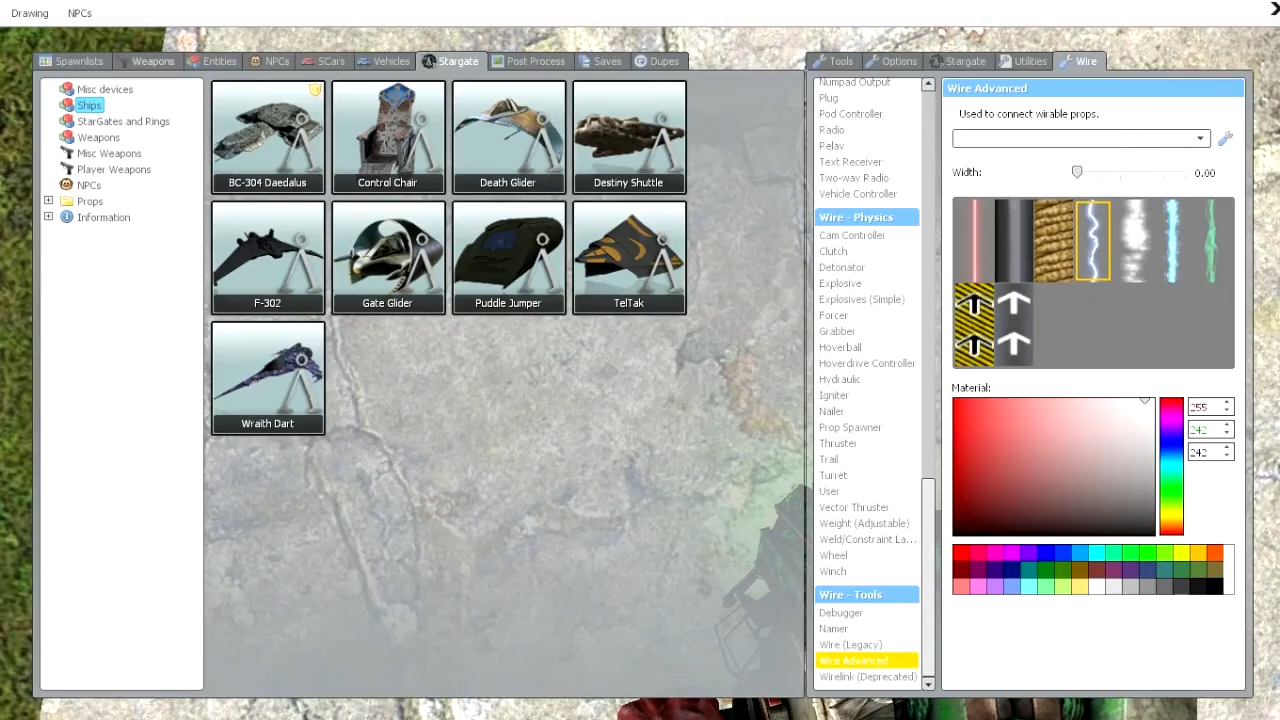 Drawing NPCs
Spawnlists Weapons Entities NPCs SCars Vehicles Stargate Post Process Saves Dupes
Misc devices
Ships
StarGates and Rings
Weapons
Misc Weapons
Player Weapons
NPCs
Props
Information
BC-304 Daedalus Control Chair Death Glider Destiny Shuttle
F-302 Gate Glider Puddle Jumper TelTak
Wraith Dart
Tools Options Stargate Utilities Wire
Numpad Output
Plug
Pod Controller
Radio
Relay
Text Receiver
Two-way Radio
Vehicle Controller
Wire - Physics
Cam Controller
Clutch
Detonator
Explosive
Explosives (Simple)
Forcer
Grabber
Hoverball
Hoverdrive Controller
Hydraulic
Igniter
Nailer
Prop Spawner
Thruster
Trail
Turret
User
Vector Thruster
Weight (Adjustable)
Weld/Constraint La...
Wheel
Winch
Wire - Tools
Debugger
Namer
Wire (Legacy)
Wire Advanced
Wirelink (Deprecated)
Wire Advanced
Used to connect wirable props.
Width: 0.00
Material:
255
242
242